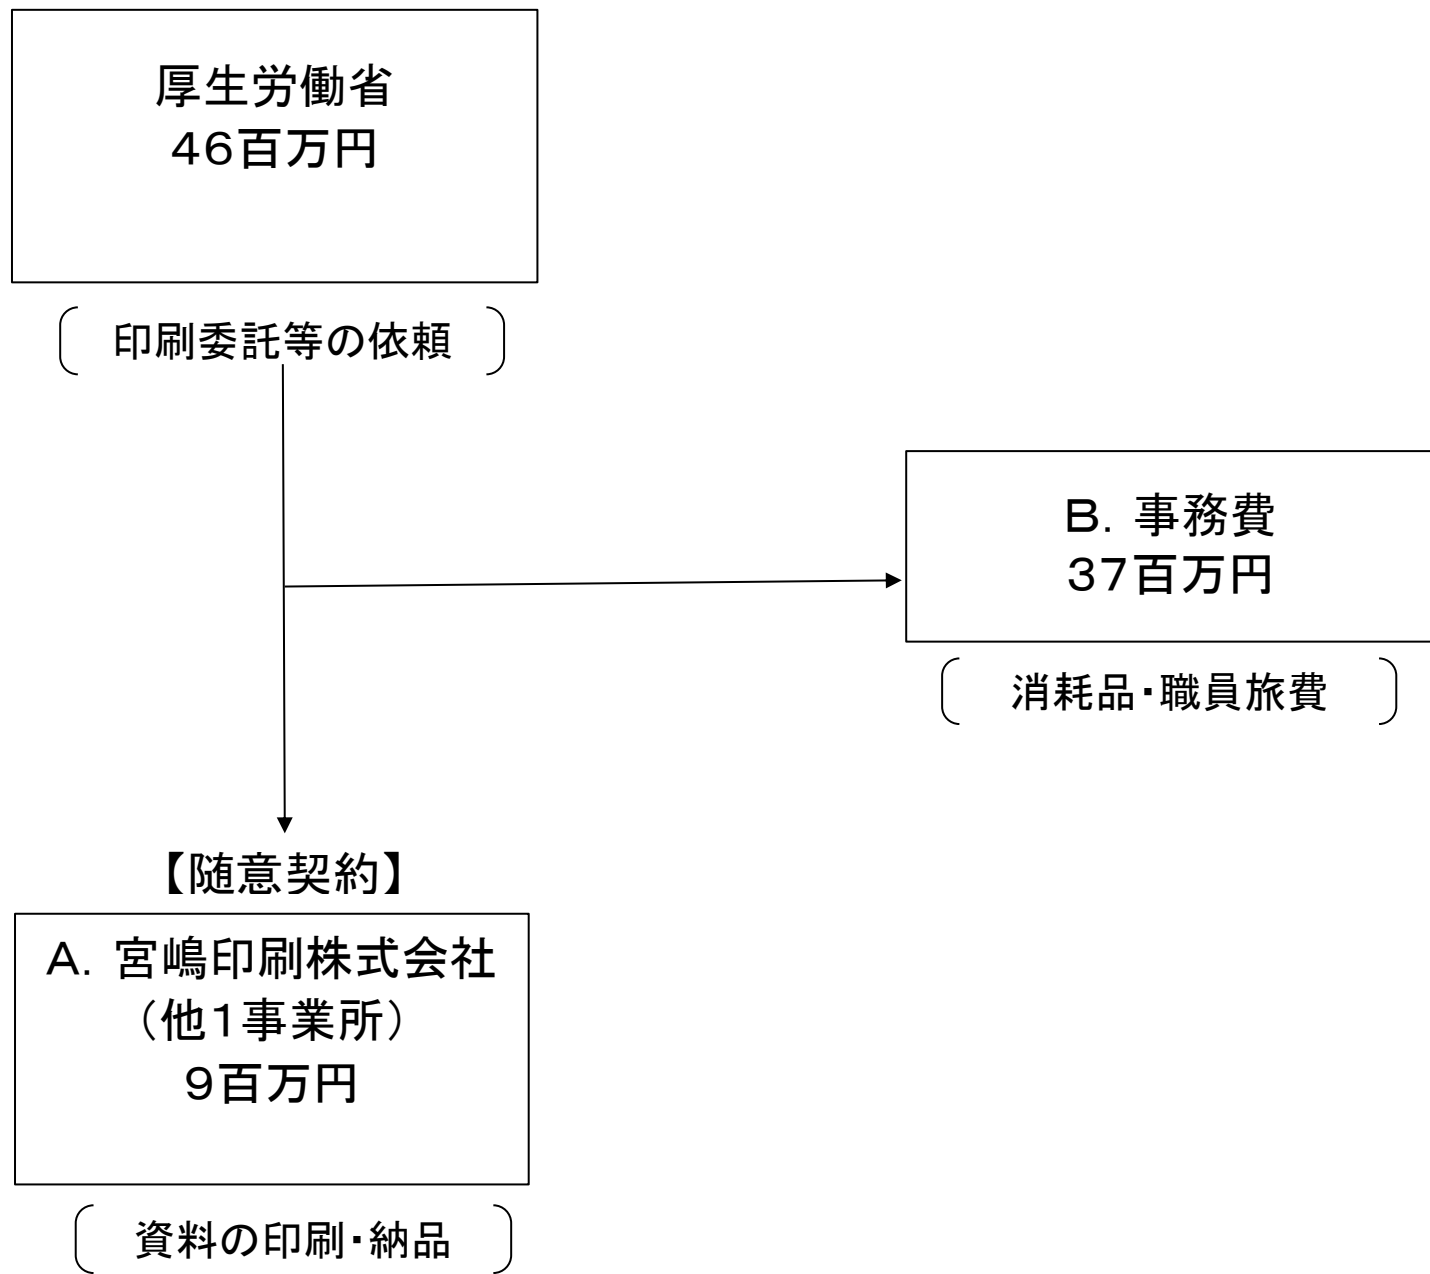 厚生労働省
46百万円
印刷委託等の依頼
B. 事務費
37百万円
消耗品・職員旅費
【随意契約】
A. 宮嶋印刷株式会社
（他1事業所）
9百万円
資料の印刷・納品